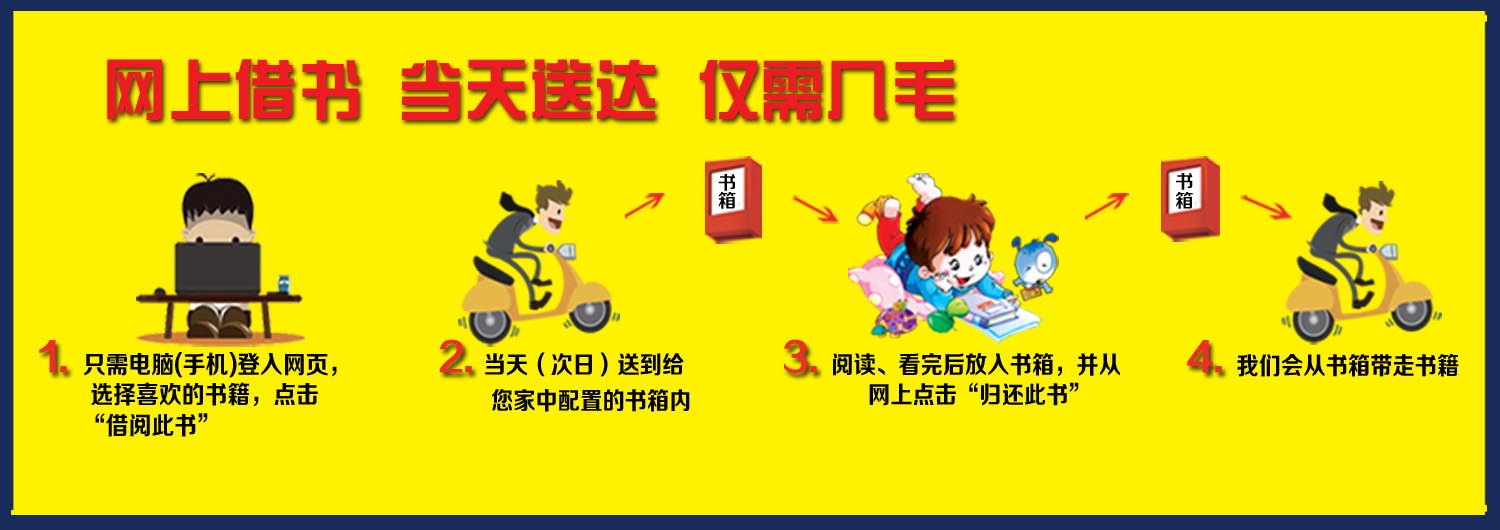 网上借书 当天送达 仅需几毛
书箱
书箱
1. 只需电脑(手机)登入网页，
选择喜欢的书籍，点击
“借阅此书”
2. 当天（次日）送到给
您家中配置的书箱内
3. 阅读、看完后放入书箱，并从
网上点击“归还此书”
4. 我们会从书箱带走书籍